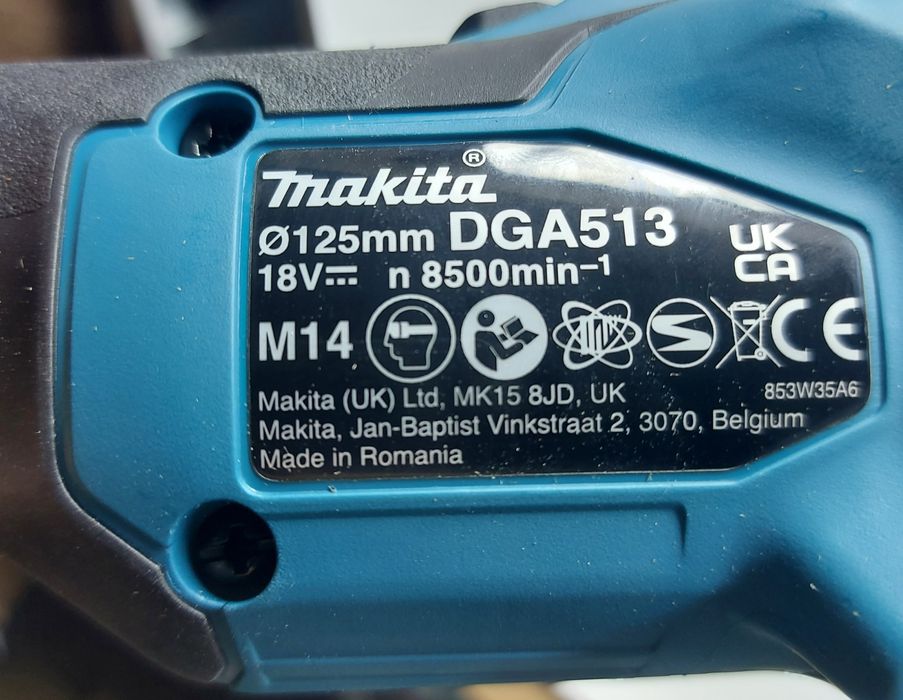 makita®
Ø125mm DGA513
18V⎓ n 8500min⁻¹
UK
CA
M14
CE
853W35A6
Makita (UK) Ltd, MK15 8JD, UK
Makita, Jan-Baptist Vinkstraat 2, 3070, Belgium
Made in Romania